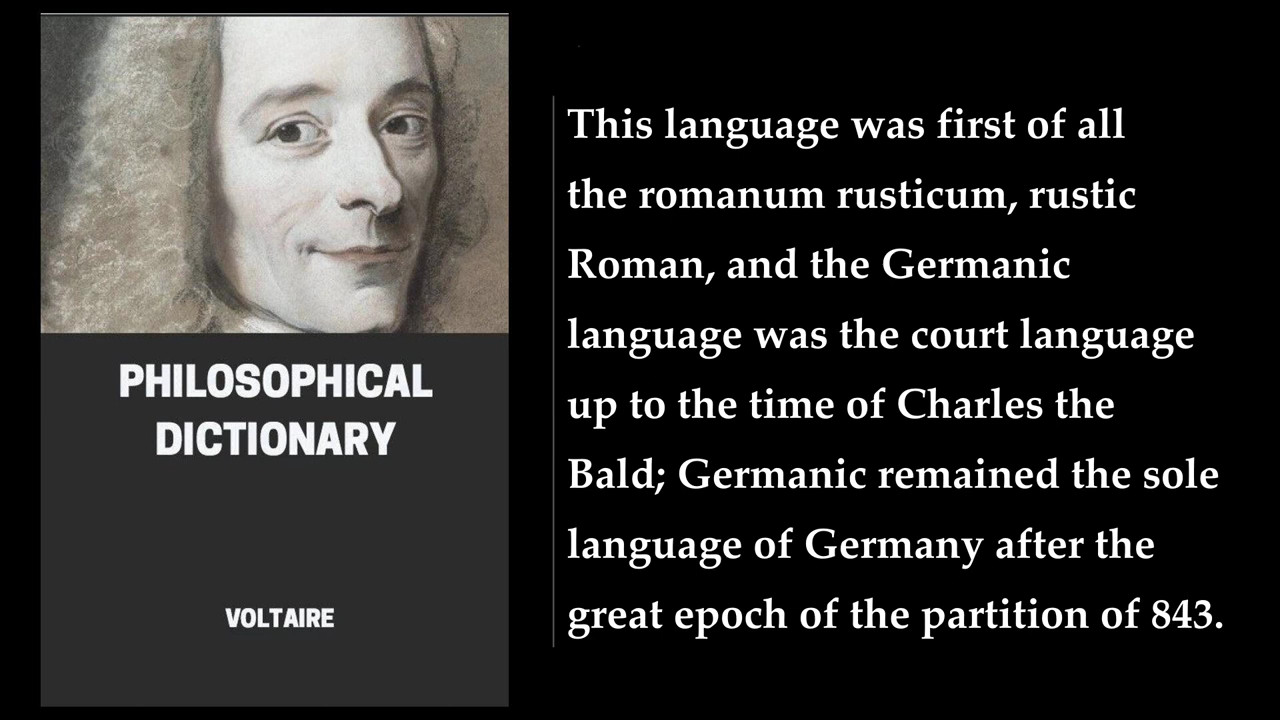 PHILOSOPHICAL
DICTIONARY
VOLTAIRE
This language was first of all
the romanum rusticum, rustic
Roman, and the Germanic
language was the court language
up to the time of Charles the
Bald; Germanic remained the sole
language of Germany after the
great epoch of the partition of 843.